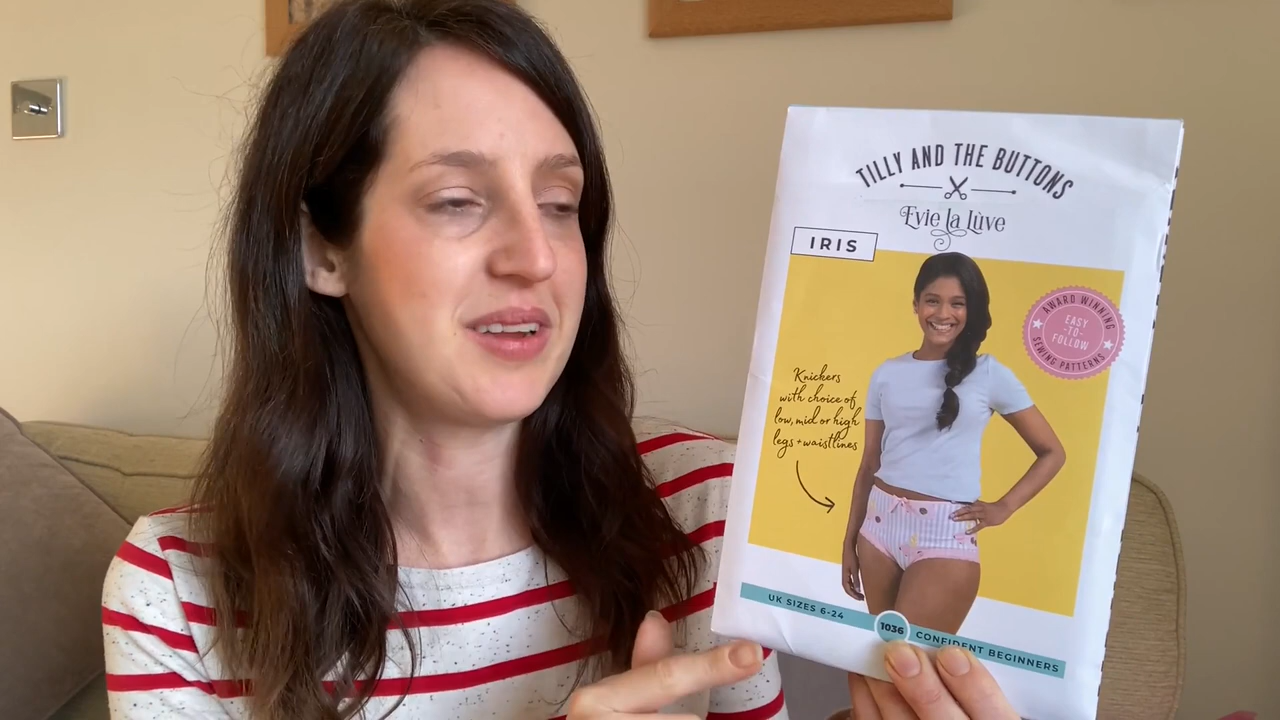 TILLY AND THE BUTTONS
Evie la Lùve
IRIS
AWARD WINNING
EASY
-TO-
FOLLOW
SEWING PATTERNS
Knickers
with choice of
low, mid or high
legs + waistlines
UK SIZES 6-24
1036
CONFIDENT BEGINNERS